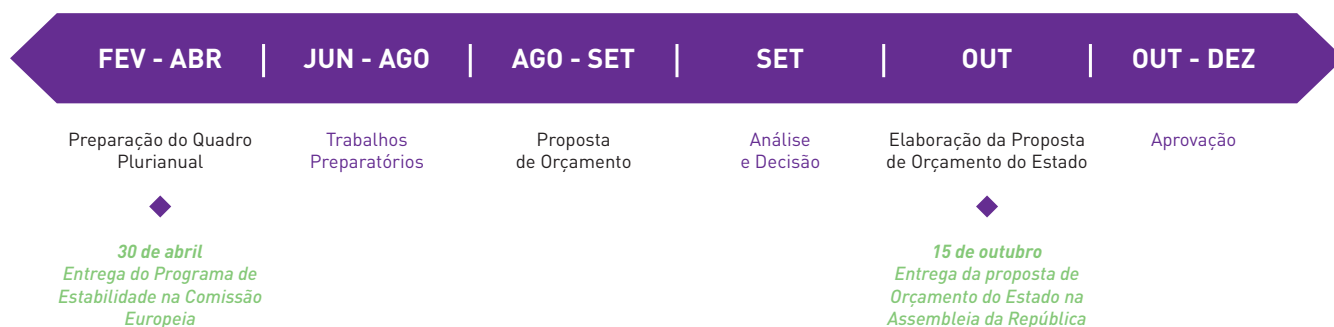 FEV - ABR | JUN - AGO | AGO - SET | SET | OUT | OUT - DEZ
Preparação do Quadro
Plurianual
Trabalhos
Preparatórios
Proposta
de Orçamento
Análise
e Decisão
Elaboração da Proposta
de Orçamento do Estado
Aprovação
30 de abril
Entrega do Programa de
Estabilidade na Comissão
Europeia
15 de outubro
Entrega da proposta de
Orçamento do Estado na
Assembleia da República